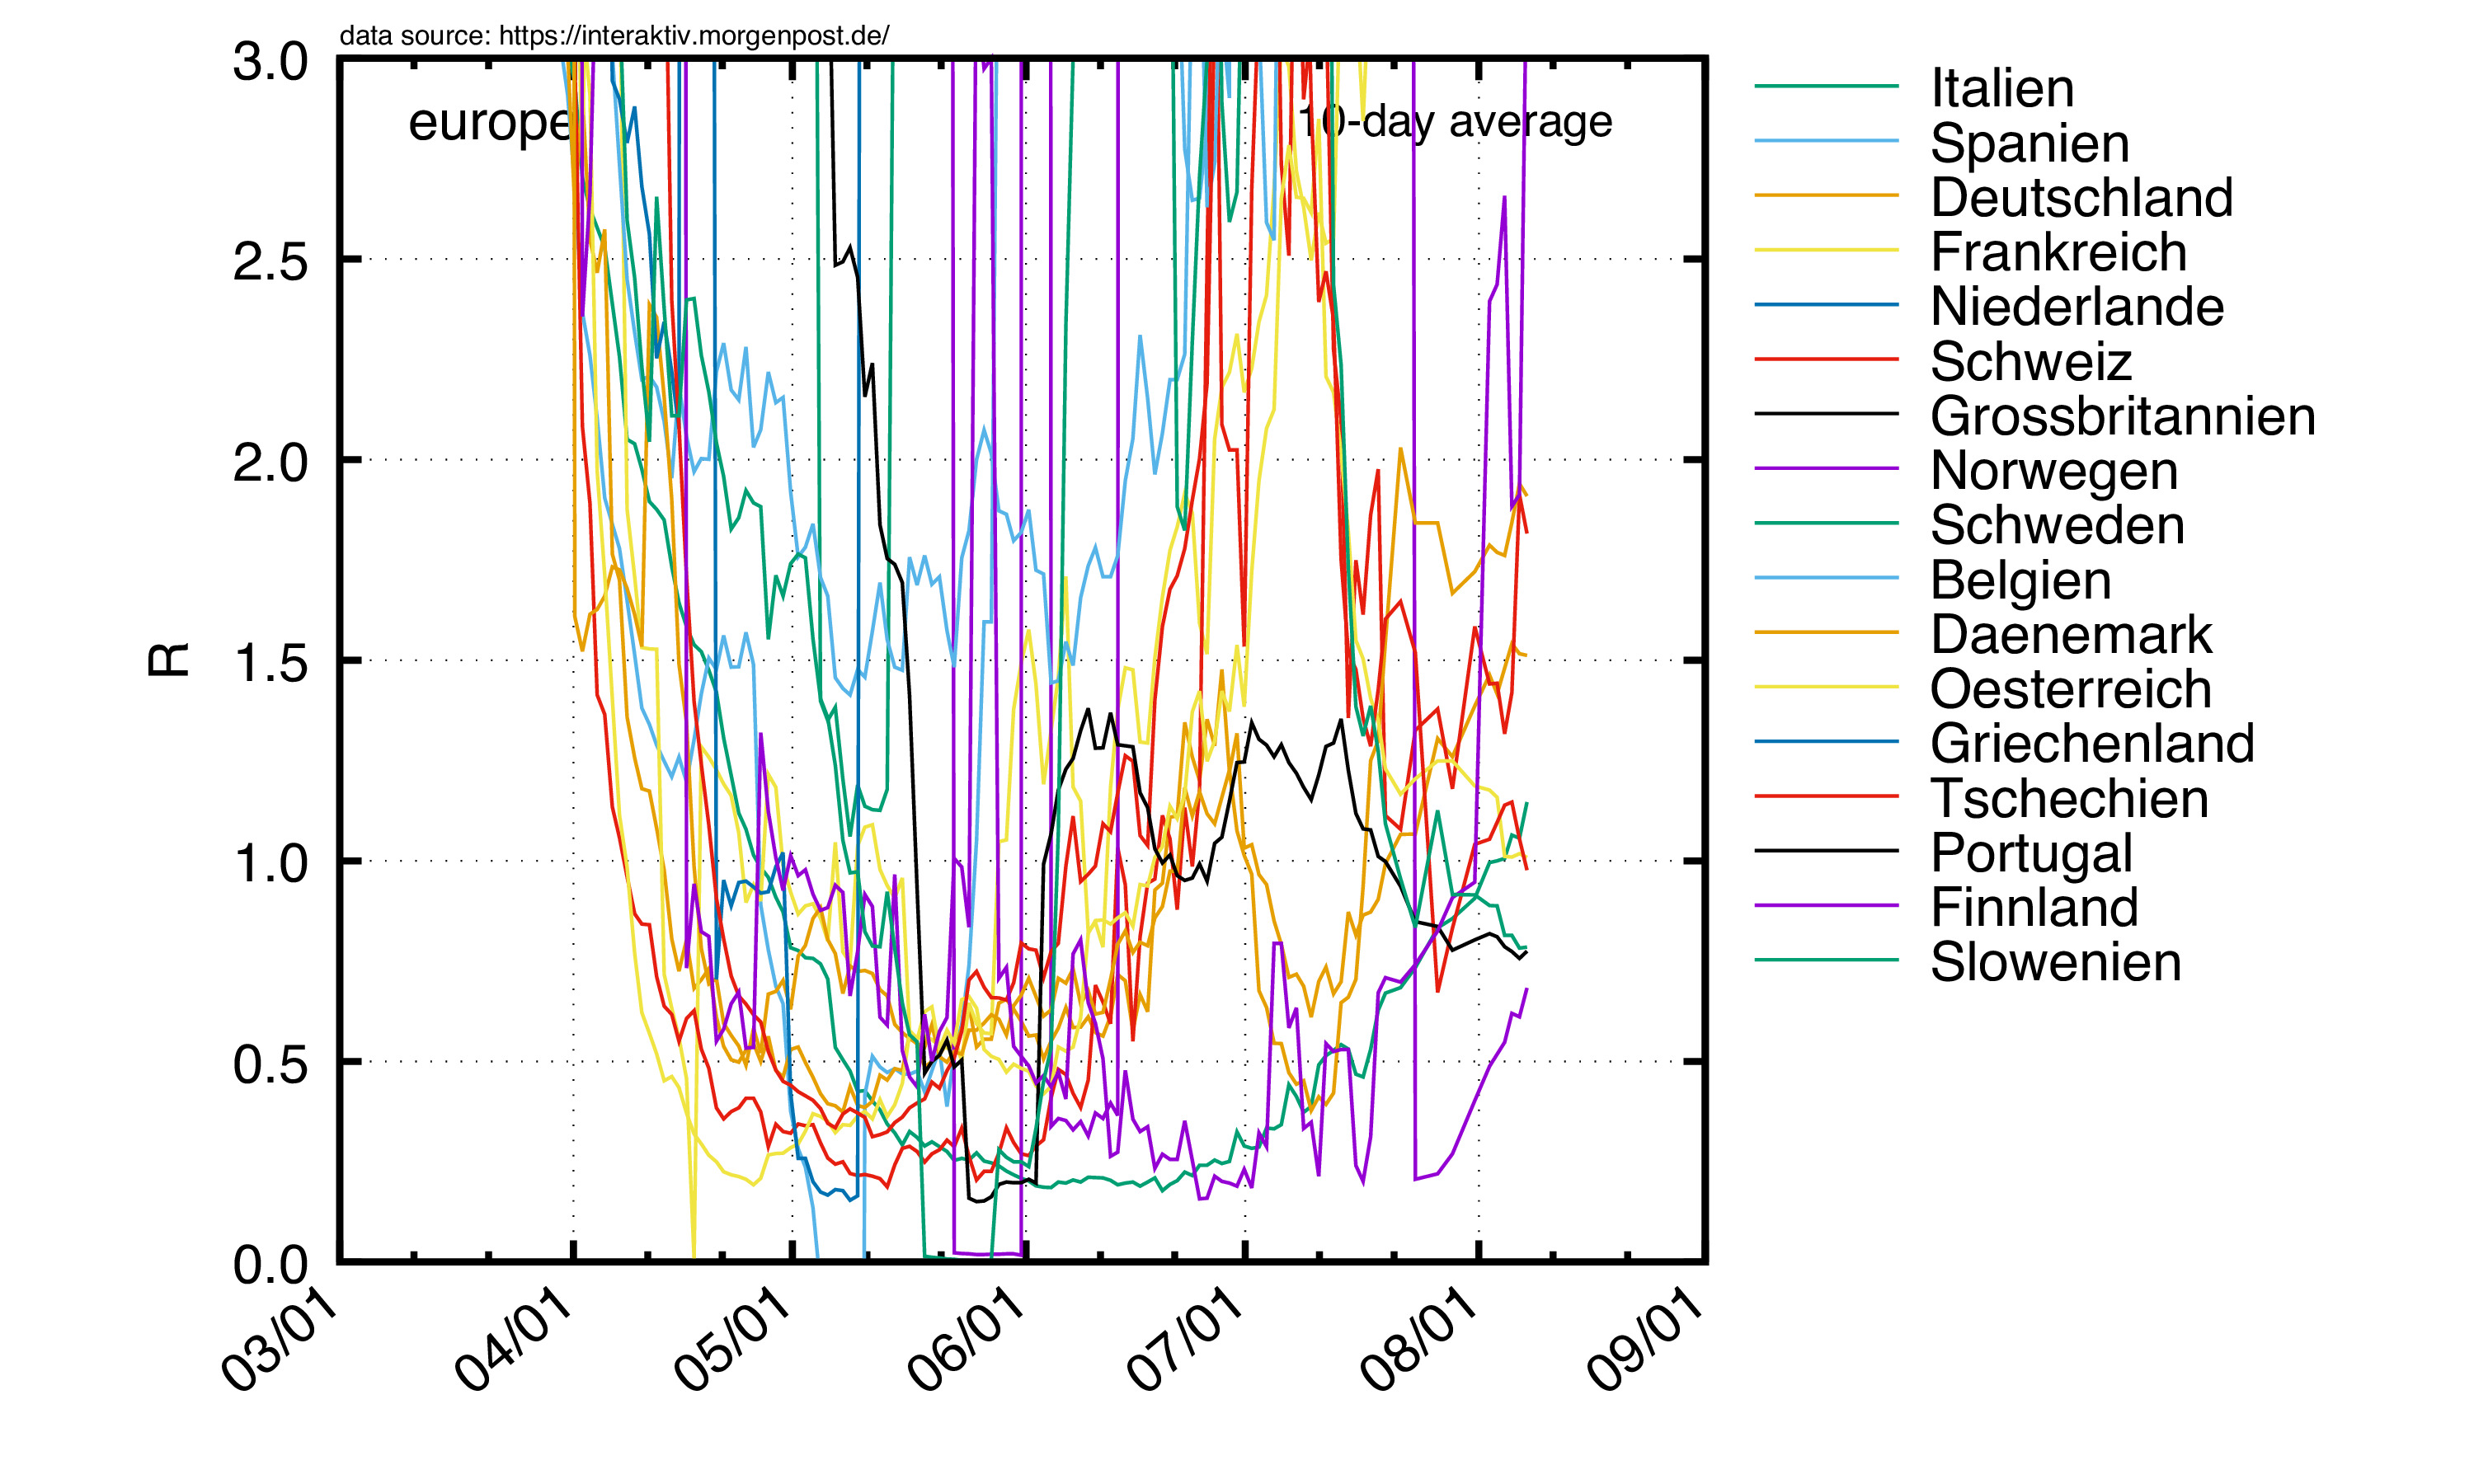 data source: https://interaktiv.morgenpost.de/
europe
10-day average
R
3.0
2.5
2.0
1.5
1.0
0.5
0.0
03/01
04/01
05/01
06/01
07/01
08/01
09/01
Italien
Spanien
Deutschland
Frankreich
Niederlande
Schweiz
Grossbritannien
Norwegen
Schweden
Belgien
Daenemark
Oesterreich
Griechenland
Tschechien
Portugal
Finnland
Slowenien